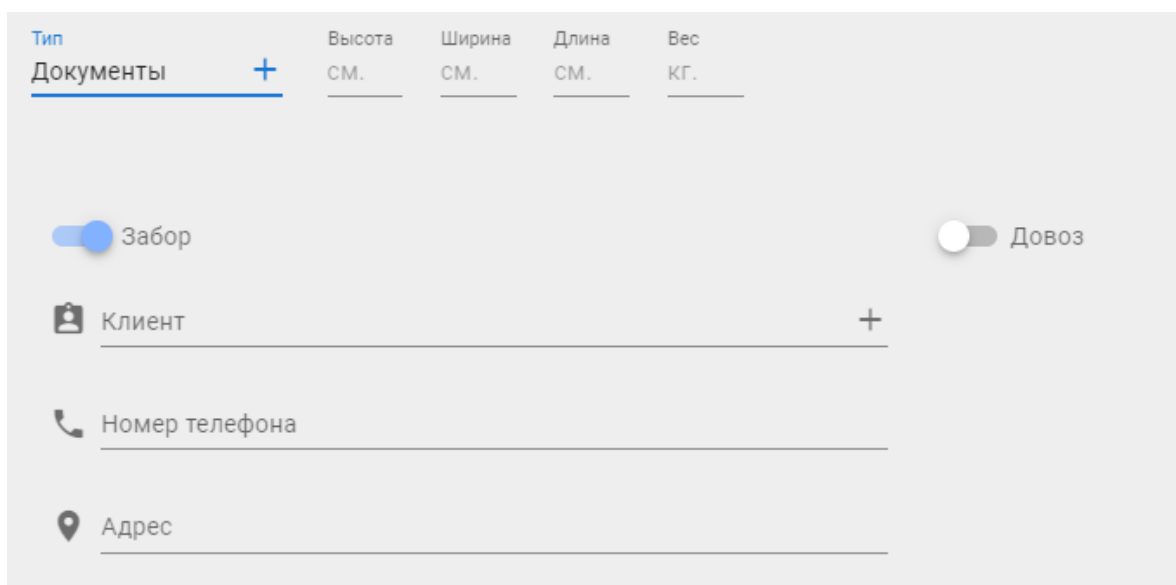 Тип Высота Ширина Длина Вес
Документы см. см. см. кг.
Забор Довоз
Клиент
Номер телефона
Адрес